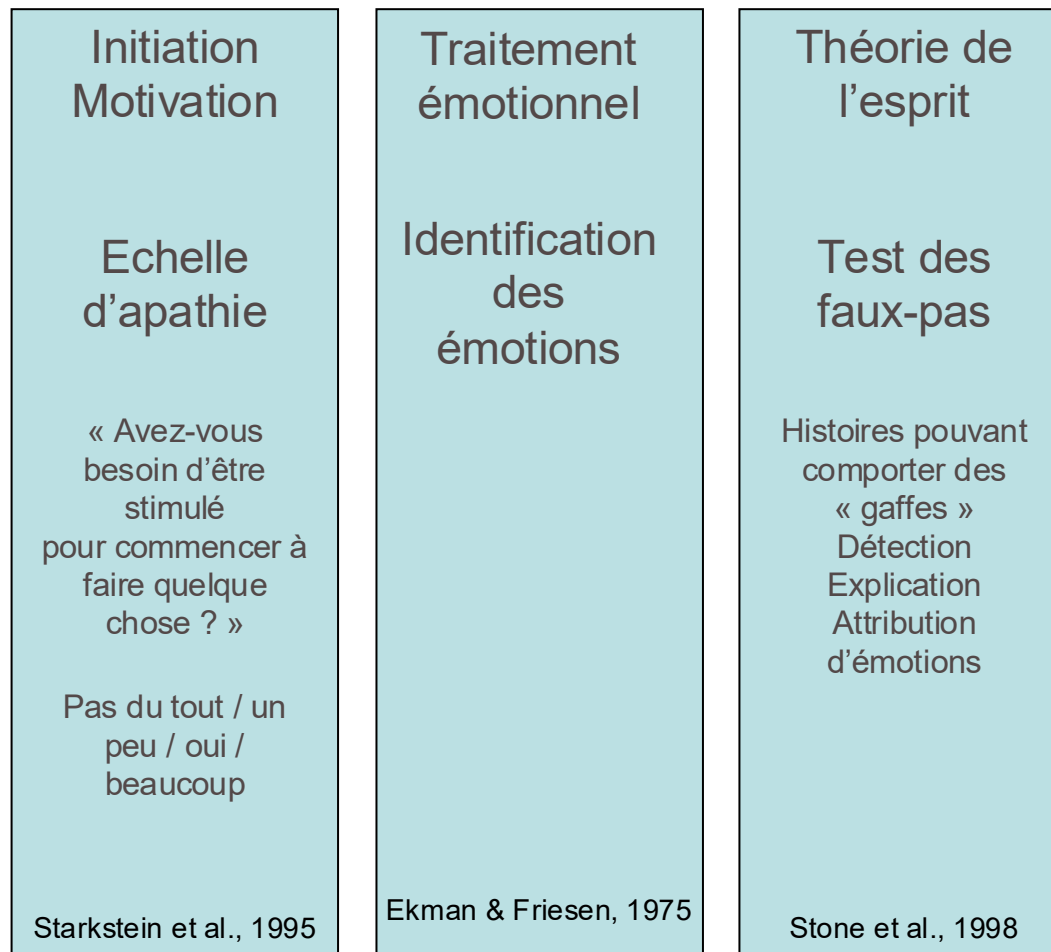 Initiation
Motivation
Echelle
d’apathie
« Avez-vous
besoin d’être
stimulé
pour commencer à
faire quelque
chose ? »
Pas du tout / un
peu / oui /
beaucoup
Starkstein et al., 1995
Traitement
émotionnel
Identification
des
émotions
Ekman & Friesen, 1975
Théorie de
l’esprit
Test des
faux-pas
Histoires pouvant
comporter des
« gaffes »
Détection
Explication
Attribution
d’émotions
Stone et al., 1998